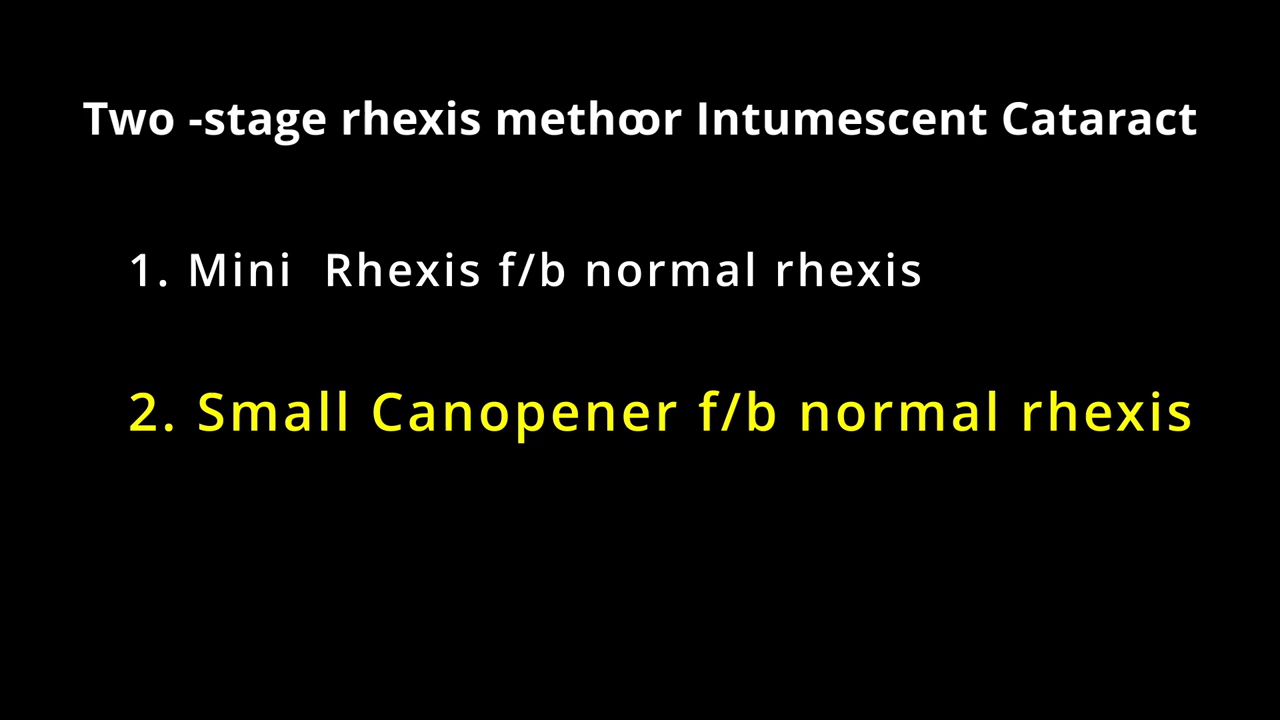 Two -stage rhexis methoor Intumescent Cataract
1. Mini Rhexis f/b normal rhexis
2. Small Canopener f/b normal rhexis